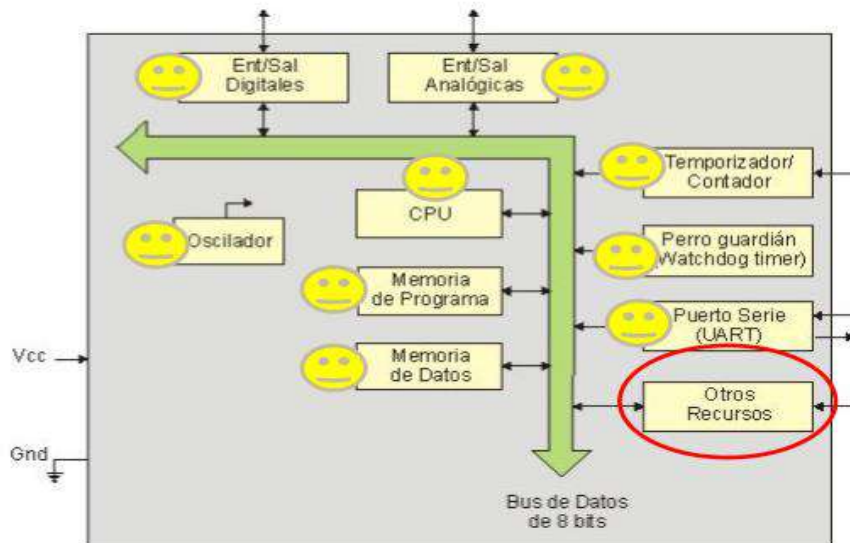 Ent/Sal
Digitales
Ent/Sal
Analógicas
Temporizador/
Contador
CPU
Oscilador
Perro guardián
(Watchdog timer)
Memoria
de Programa
Puerto Serie
(UART)
Vcc
Memoria
de Datos
Otros
Recursos
Gnd
Bus de Datos
de 8 bits